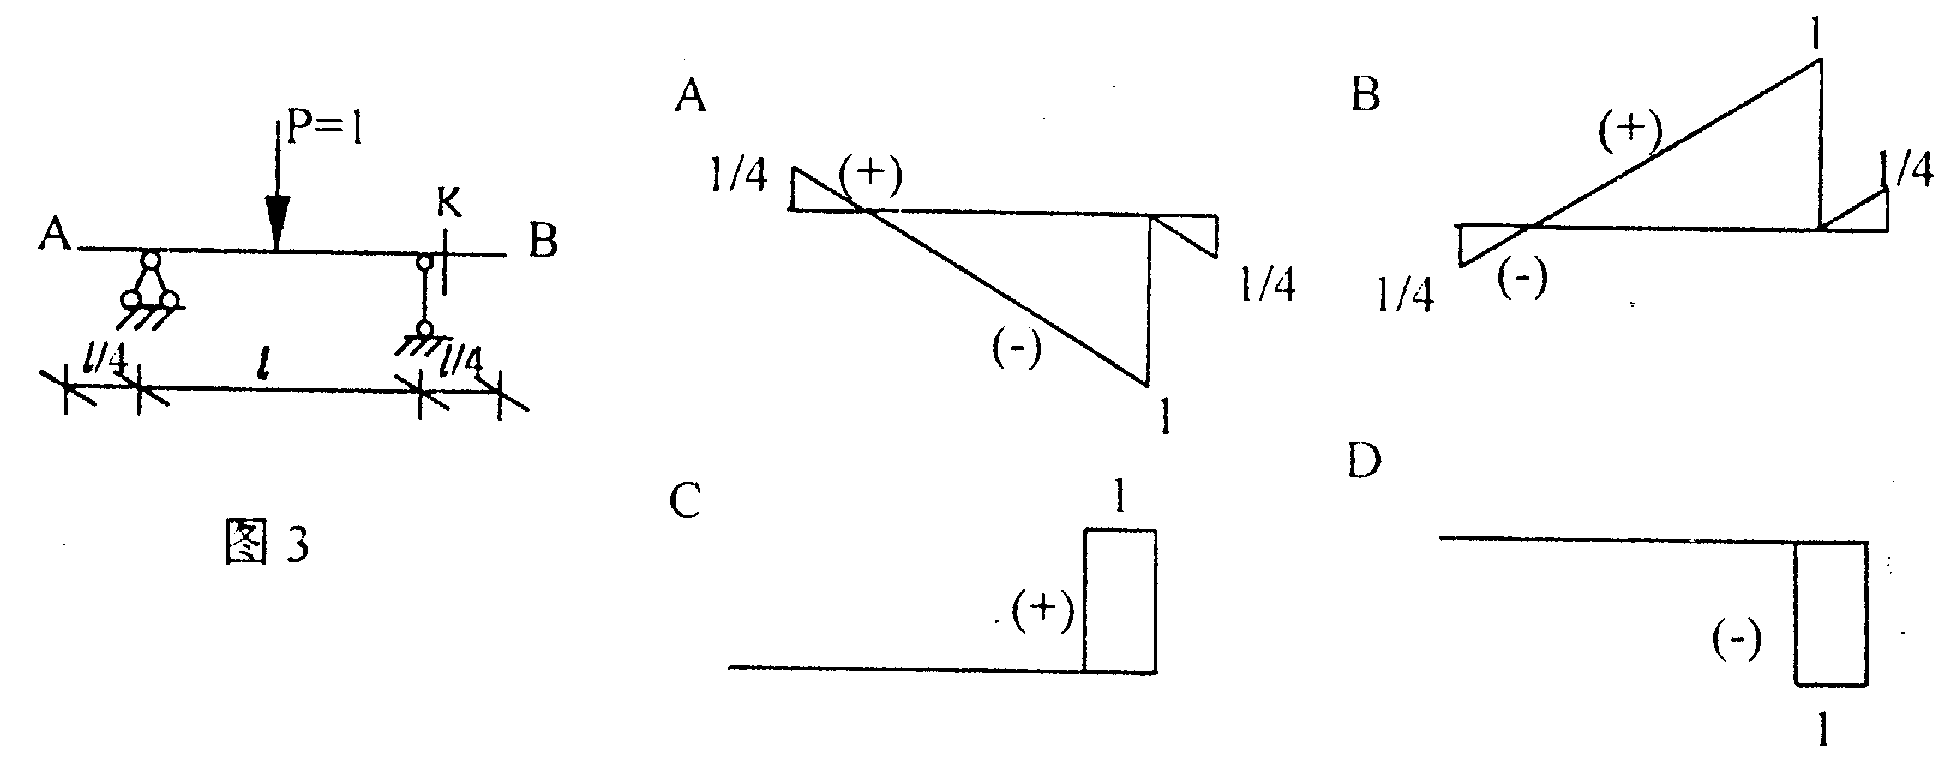 P=1
K
A
B
l/4
l
l/4
图 3
A
1/4
(+)
(-)
1
1/4
B
1
(+)
1/4
1/4
(-)
C
1
(+)
D
(-)
1